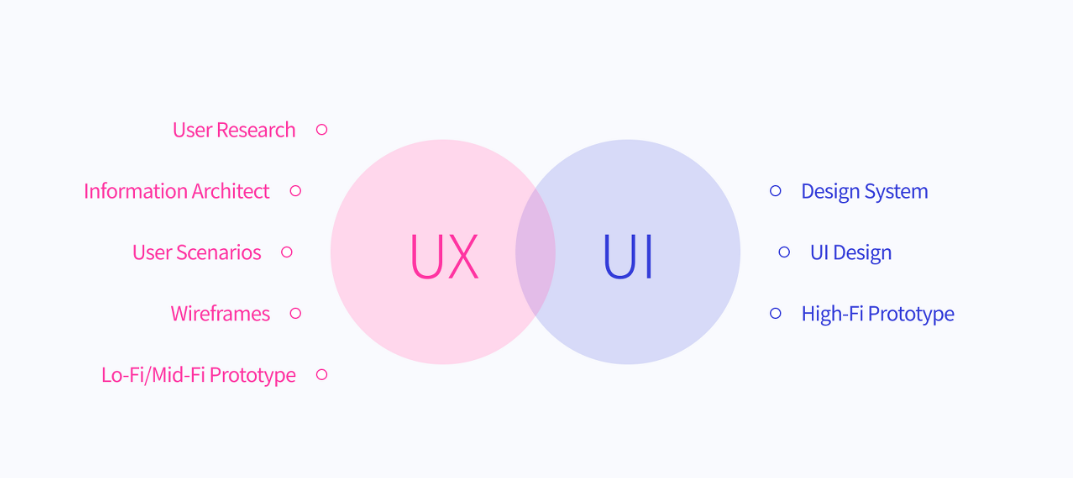 User Research
Information Architect
User Scenarios
Wireframes
Lo-Fi/Mid-Fi Prototype
UX
UI
Design System
UI Design
High-Fi Prototype